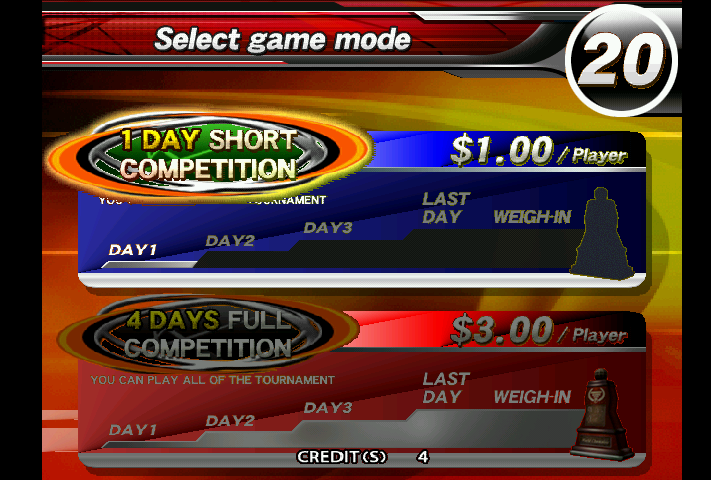 Select game mode
20
1 DAY SHORT
COMPETITION
$1.00 / Player
YOU TOURNAMENT
DAY1
DAY2
DAY3
LAST
DAY
WEIGH-IN
4 DAYS FULL
COMPETITION
$3.00 / Player
YOU CAN PLAY ALL OF THE TOURNAMENT
DAY1
DAY2
DAY3
LAST
DAY
WEIGH-IN
CREDIT(S) 4